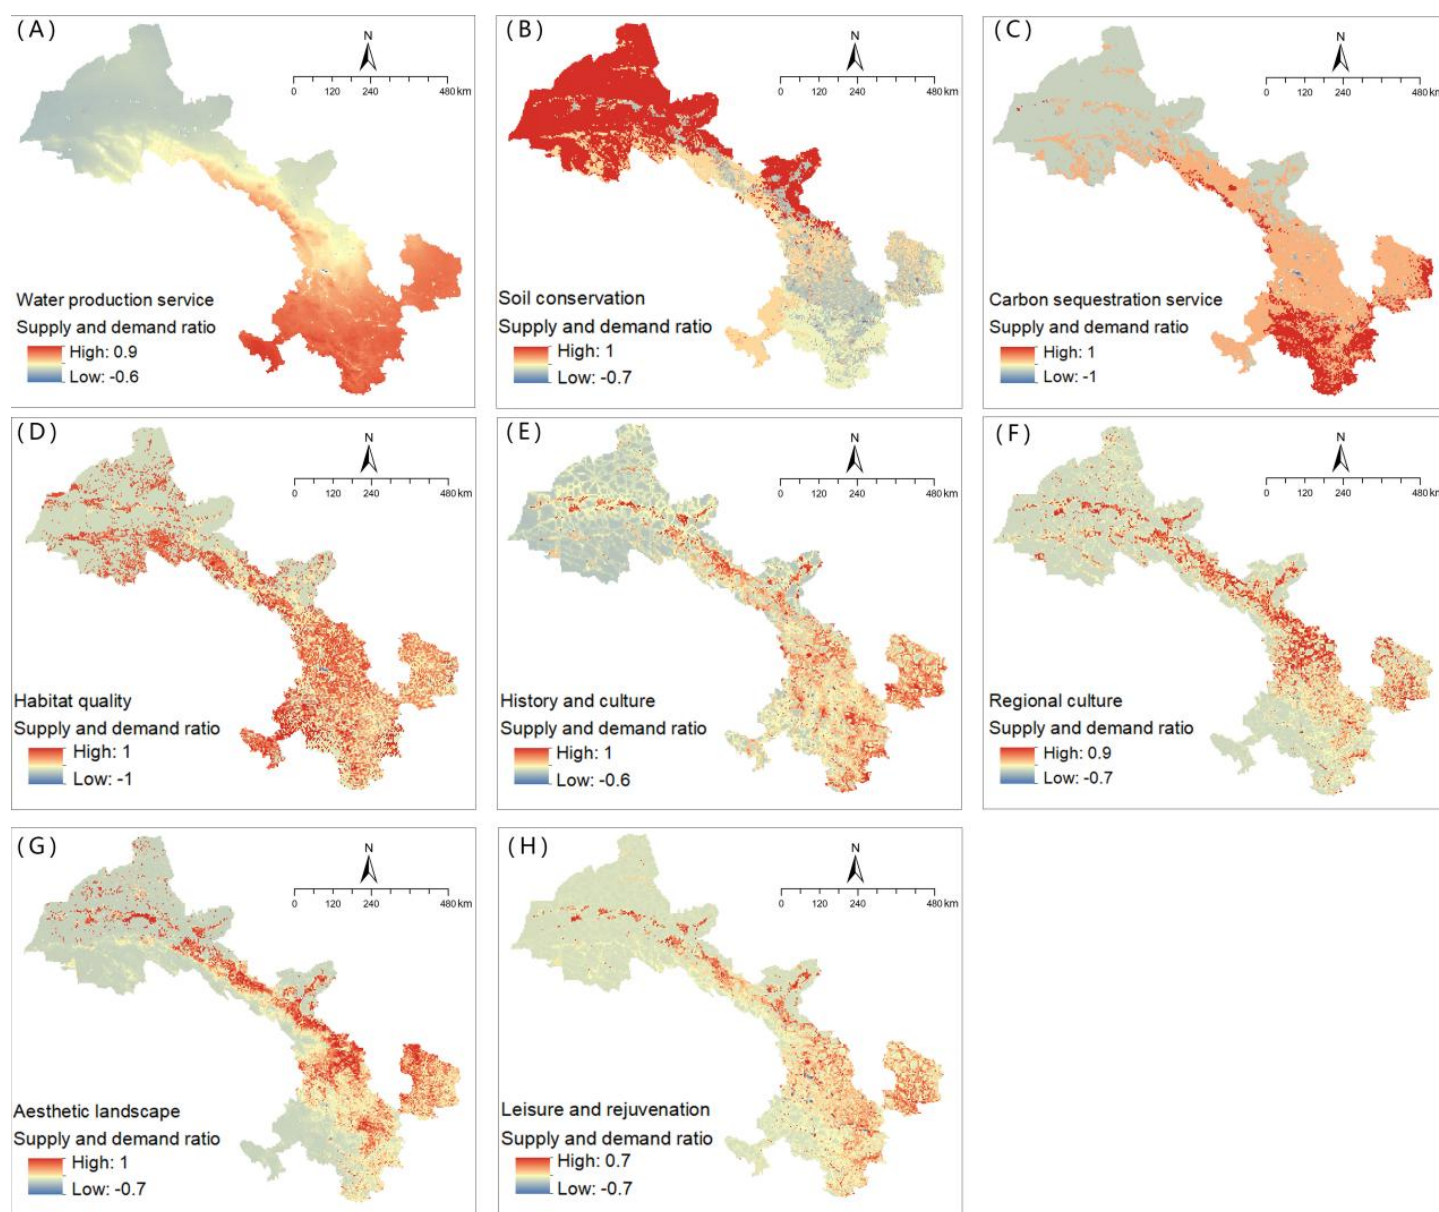 (A)
N
0 120 240 480 km
Water production service
Supply and demand ratio
High: 0.9
Low: -0.6
(B)
N
0 120 240 480 km
Soil conservation
Supply and demand ratio
High: 1
Low: -0.7
(C)
N
0 120 240 480 km
Carbon sequestration service
Supply and demand ratio
High: 1
Low: -1
(D)
N
0 120 240 480 km
Habitat quality
Supply and demand ratio
High: 1
Low: -1
(E)
N
0 120 240 480 km
History and culture
Supply and demand ratio
High: 1
Low: -0.6
(F)
N
0 120 240 480 km
Regional culture
Supply and demand ratio
High: 0.9
Low: -0.7
(G)
N
0 120 240 480 km
Aesthetic landscape
Supply and demand ratio
High: 1
Low: -0.7
(H)
N
0 120 240 480 km
Leisure and rejuvenation
Supply and demand ratio
High: 0.7
Low: -0.7